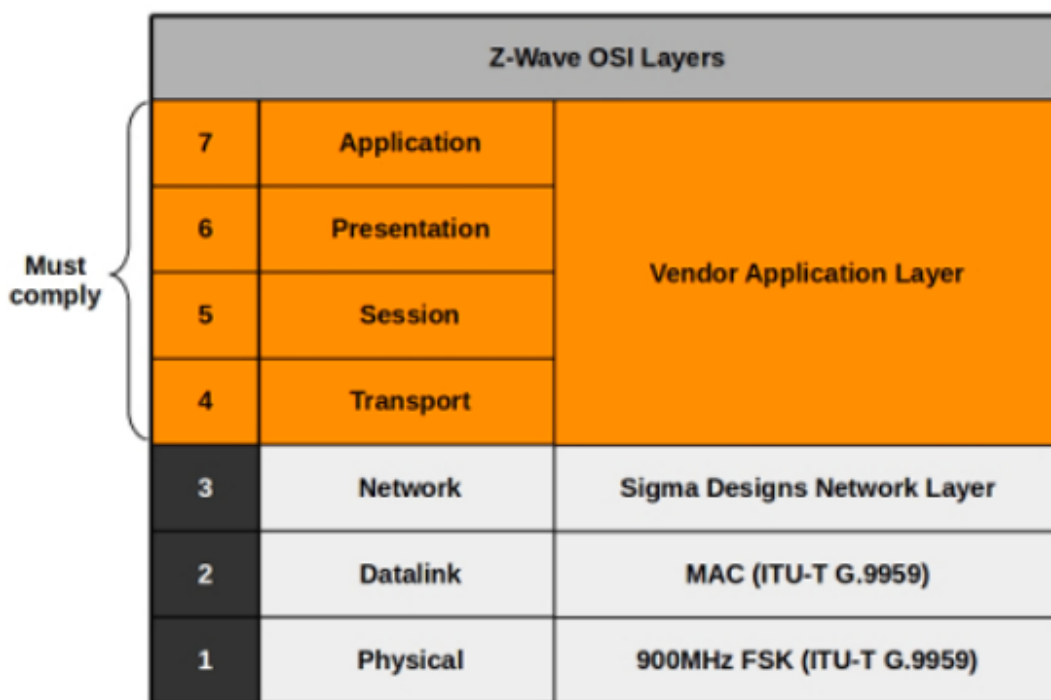 Z-Wave OSI Layers
7 Application
Vendor Application Layer
6 Presentation
Must
comply
5 Session
4 Transport
3 Network Sigma Designs Network Layer
2 Datalink MAC (ITU-T G.9959)
1 Physical 900MHz FSK (ITU-T G.9959)